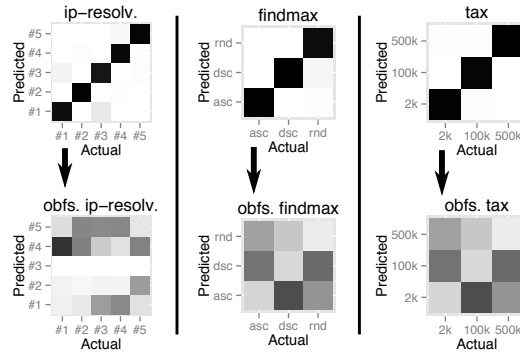 ip-resolv.
Predicted
#5
#4
#3
#2
#1
#1 #2 #3 #4 #5
Actual
obfs. ip-resolv.
Predicted
#5
#4
#3
#2
#1
#1 #2 #3 #4 #5
Actual
findmax
Predicted
rnd
dsc
asc
asc dsc rnd
Actual
obfs. findmax
Predicted
rnd
dsc
asc
asc dsc rnd
Actual
tax
Predicted
500k
100k
2k
2k 100k 500k
Actual
obfs. tax
Predicted
500k
100k
2k
2k 100k 500k
Actual